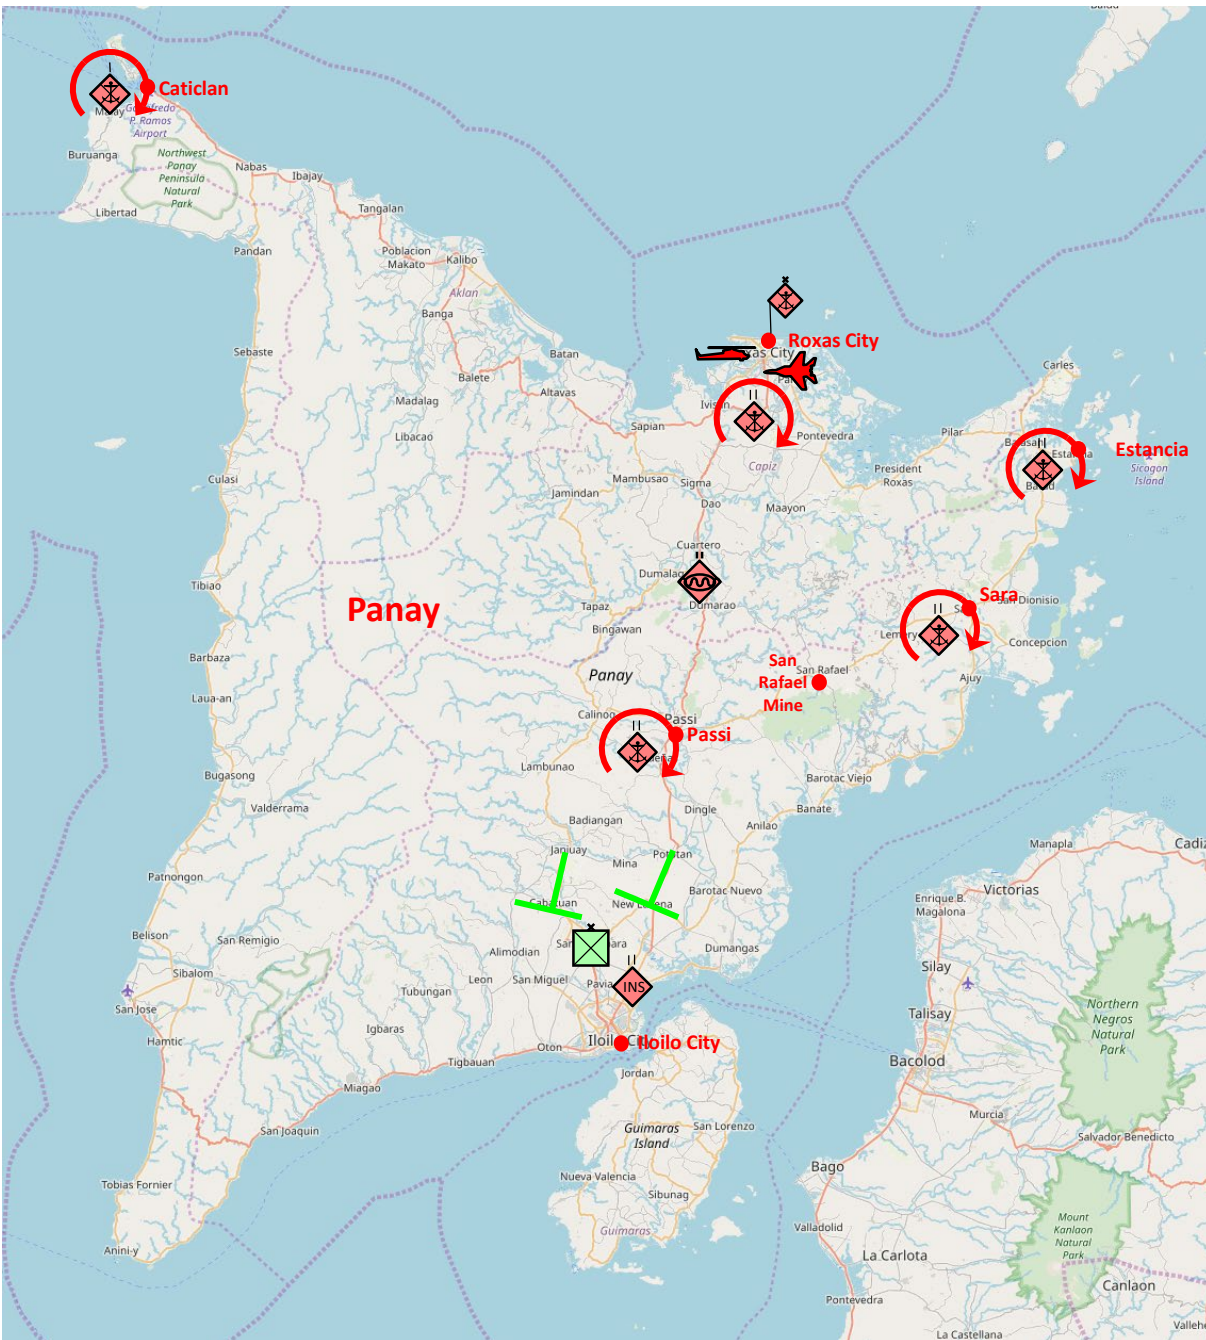 Caticlan
Malay
Godofredo
P. Ramos
Airport
Buruanga
Northwest
Panay
Peninsula
Natural
Park
Nabas
Ibajay
Libertad
Tangalan
Pandan
Poblacion
Makato
Kalibo
Aklan
Banga
Roxas City
Sebaste
Batan
Balete
Altavas
Madalag
Libacao
Ivisan
Sapian
Pontevedra
Carles
Pilar
Estancia
Estancia
Sicogon
Island
Capiz
President
Roxas
Culasi
Mambusao
Sigma
Jamindan
Dao
Maayon
Cuartero
Dumalag
Dumarao
Tibiao
Tapaz
Bingawan
Panay
Sara
San Dionisio
Lemery
Concepcion
Barbaza
San
Rafael
Mine
San Rafael
Panay
Ajuy
Laua-an
Calinog
Passi
Passi
Lambunao
Bugasong
Barotac Viejo
Valderrama
Dingle
Banate
Badiangan
Anilao
Janiuay
Mina
Pototan
Manapla
Cadiz
Patnongon
Cabatuan
New Lucena
Barotac Nuevo
Victorias
Enrique B.
Magalona
Belison
San Remigio
Alimodian
Dumangas
Sibalom
Leon
San Miguel
Pavia
INS
Silay
Tubungan
San Jose
Igbaras
Talisay
Northern
Negros
Natural
Park
Hamtic
Oton
Iloilo City
Iloilo City
Tigbauan
Bacolod
Miagao
Jordan
Murcia
San Joaquin
Guimaras
Island
San Lorenzo
Salvador Benedicto
Bago
Tobias Fornier
Nueva Valencia
Sibunag
Guimaras
Valladolid
Mount
Kanlaon
Natural
Park
Anini-y
La Carlota
Canlaon
Pontevedra
La Castellana